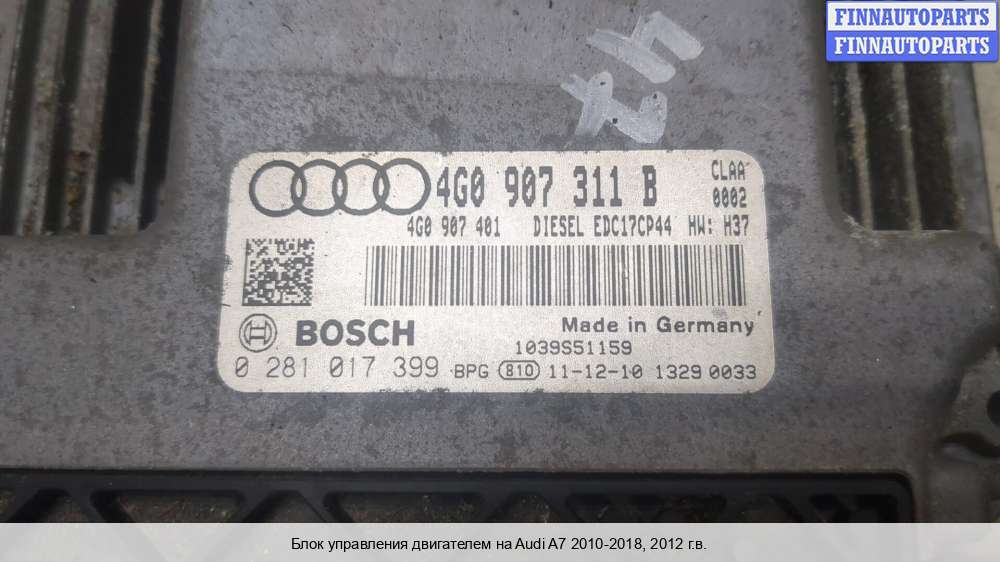 FINNAUTOPARTS
FINNAUTOPARTS
4G0 907 311 B CLAA 0002
4G0 907 401 DIESEL EDC17CP44 HW: H37
BOSCH
Made in Germany
1039S51159
0 281 017 399 BPG 810 11-12-10 1329 0033
Блок управления двигателем на Audi A7 2010-2018, 2012 г.в.